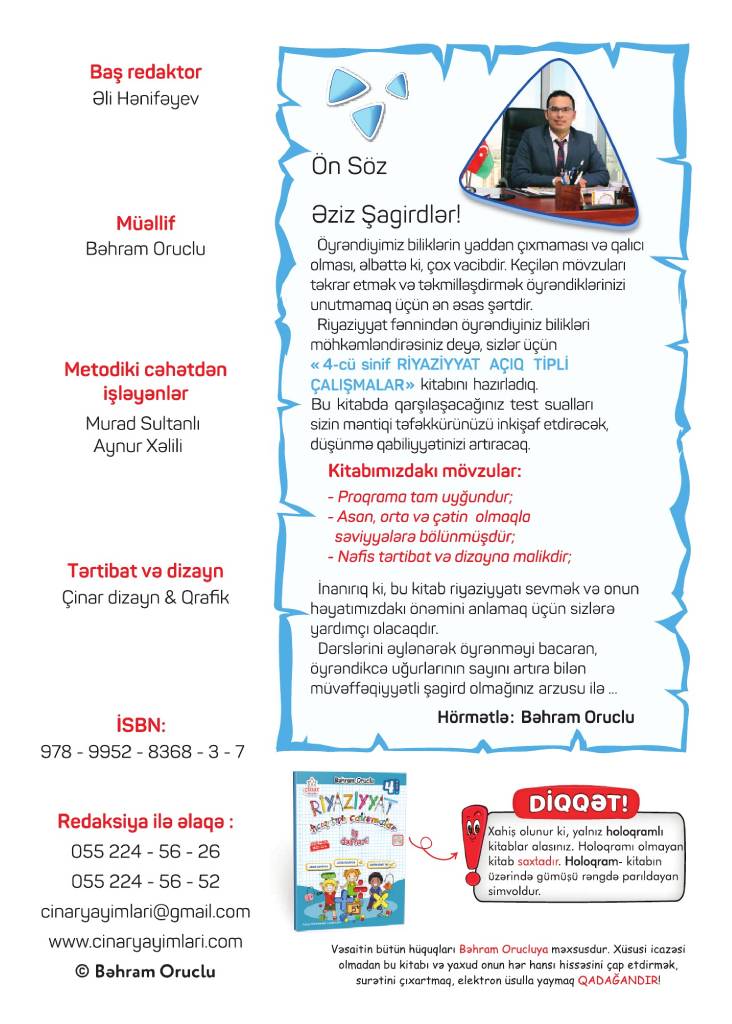 Baş redaktor
Əli Hənifəyev
Müəllif
Bəhram Oruclu
Metodiki cəhətdən
işləyənlər
Murad Sultanlı
Aynur Xəlili
Tərtibat və dizayn
Çinar dizayn & Qrafik
İSBN:
978 - 9952 - 8368 - 3 - 7
Redaksiya ilə əlaqə :
055 224 - 56 - 26
055 224 - 56 - 52
cinaryayimlari@gmail.com
www.cinaryayimlari.com
© Bəhram Oruclu
Ön Söz
Əziz Şagirdlər!
Öyrəndiyimiz biliklərin yaddan çıxmaması və qalıcı
olması, əlbəttə ki, çox vacibdir. Keçilən mövzuları
təkrar etmək və təkmilləşdirmək öyrəndiklərinizi
unutmamaq üçün ən əsas şərtdir.
Riyaziyyat fənnindən öyrəndiyiniz bilikləri
möhkəmləndirəsiniz deyə, sizlər üçün
« 4-cü sinif RİYAZİYYAT AÇIQ TİPLİ
ÇALIŞMALAR» kitabını hazırladıq.
Bu kitabda qarşılaşacağınız test sualları
sizin məntiqi təfəkkürünüzü inkişaf etdirəcək,
düşünmə qabiliyyətinizi artıracaq.
Kitabımızdakı mövzular:
- Proqrama tam uyğundur;
- Asan, orta və çətin olmaqla
səviyyələrə bölünmüşdür;
- Nəfis tərtibat və dizayna malikdir;
İnanırıq ki, bu kitab riyaziyyatı sevmək və onun
həyatımızdakı önəmini anlamaq üçün sizlərə
yardımçı olacaqdır.
Dərslərini əylənərək öyrənməyi bacaran,
öyrəndikcə uğurlarının sayını artıra bilən
müvəffəqiyyətli şagird olmağınız arzusu ilə ...
Hörmətlə: Bəhram Oruclu
Bəhram Oruclu
4
RİYAZİYYAT
Açıq tipli Çalışmalar
DİQQƏT!
Xahiş olunur ki, yalnız holoqramlı
kitablar alasınız. Holoqramı olmayan
kitab saxtadır. Holoqram- kitabın
üzərində gümüşü rəngdə parıldayan
simvoldur.
Vəsaitin bütün hüquqları Bəhram Orucluya məxsusdur. Xüsusi icazəsi
olmadan bu kitabı və yaxud onun hər hansı hissəsini çap etdirmək,
surətini çıxartmaq, elektron üsulla yaymaq QADAĞANDIR!